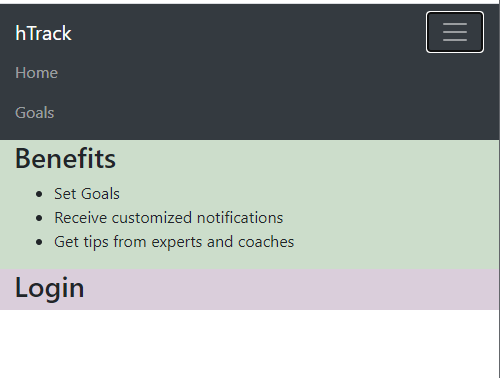 hTrack
Home
Goals
Benefits
Set Goals
Receive customized notifications
Get tips from experts and coaches
Login